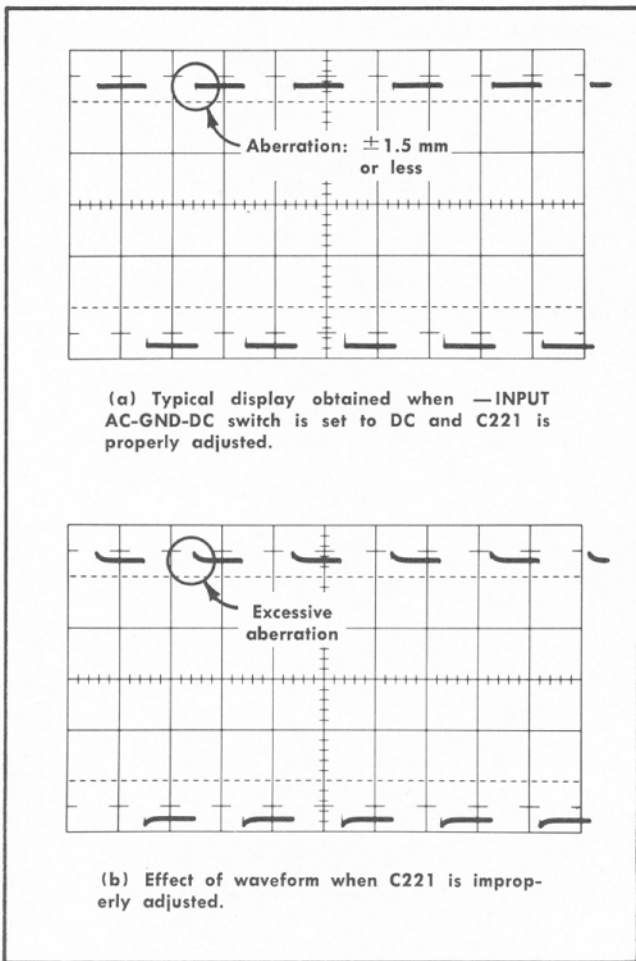 Aberration: ±1.5 mm
or less
(a) Typical display obtained when —INPUT
AC-GND-DC switch is set to DC and C221 is
properly adjusted.
Excessive
aberration
(b) Effect of waveform when C221 is improp-
erly adjusted.